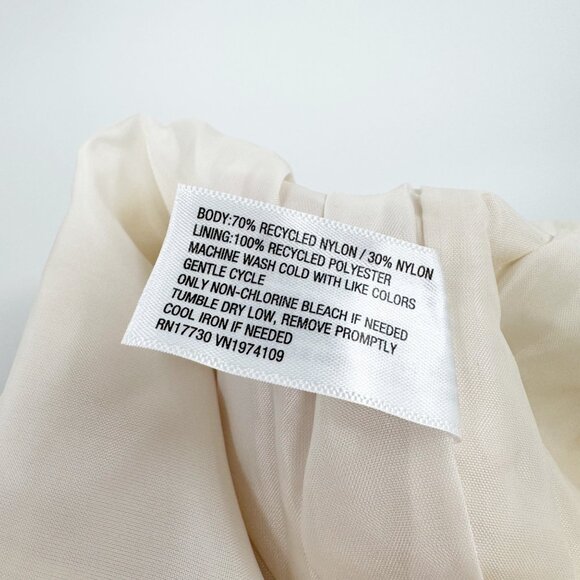 BODY:70% RECYCLED NYLON / 30% NYLON
LINING:100% RECYCLED POLYESTER
MACHINE WASH COLD WITH LIKE COLORS
GENTLE CYCLE
ONLY NON-CHLORINE BLEACH IF NEEDED
TUMBLE DRY LOW, REMOVE PROMPTLY
COOL IRON IF NEEDED
RN17730 VN1974109